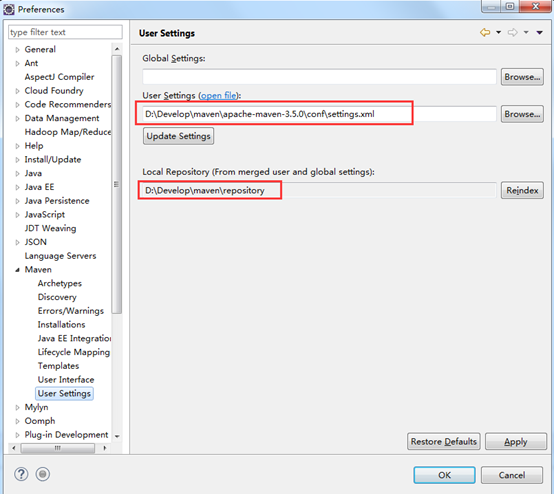 Preferences
type filter text
General
Ant
AspectJ Compiler
Cloud Foundry
Code Recommenders
Data Management
Hadoop Map/Reduce
Help
Install/Update
Java
Java EE
Java Persistence
JavaScript
JDT Weaving
JSON
Language Servers
Maven
Archetypes
Discovery
Errors/Warnings
Installations
Java EE Integration
Lifecycle Mapping
Templates
User Interface
User Settings
Mylyn
Oomph
Plug-in Development
User Settings
Global Settings:
Browse...
User Settings (open file):
D:\Develop\maven\apache-maven-3.5.0\conf\settings.xml
Browse...
Update Settings
Local Repository (From merged user and global settings):
D:\Develop\maven\repository
Reindex
Restore Defaults
Apply
?
OK
Cancel